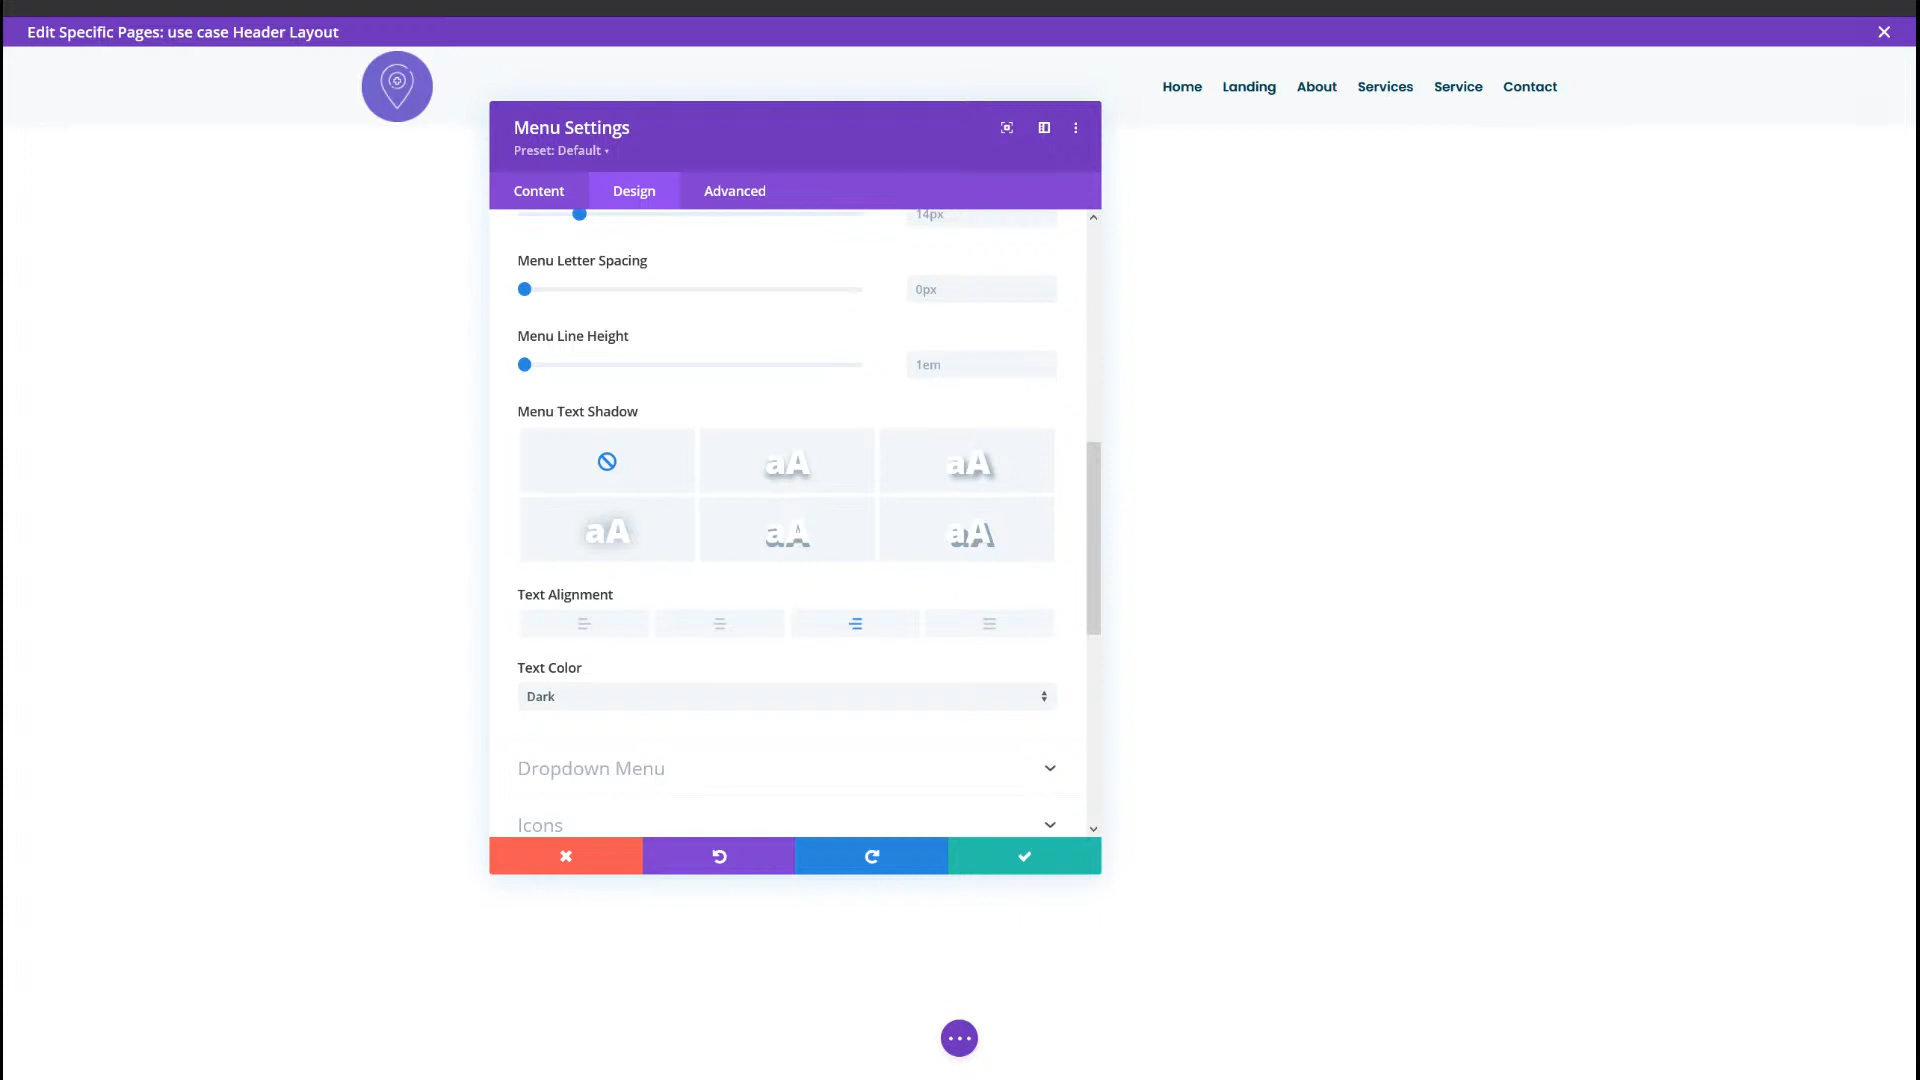 Edit Specific Pages: use case Header Layout
Home Landing About Services Service Contact
Menu Settings
Preset: Default
Content Design Advanced
14px
Menu Letter Spacing
0px
Menu Line Height
1em
Menu Text Shadow
aA aA
aA aA aA
Text Alignment
Text Color
Dark
Dropdown Menu
Icons